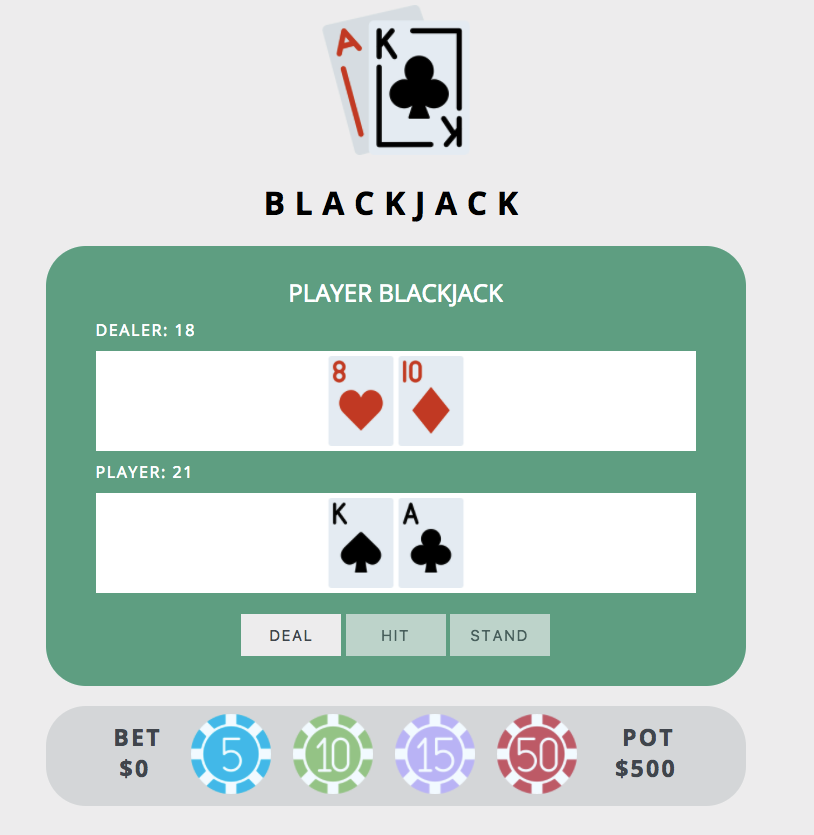 A K
K
BLACKJACK
PLAYER BLACKJACK
DEALER: 18
8 10
PLAYER: 21
K A
DEAL HIT STAND
BET 5 10 15 50 POT
$0 $500